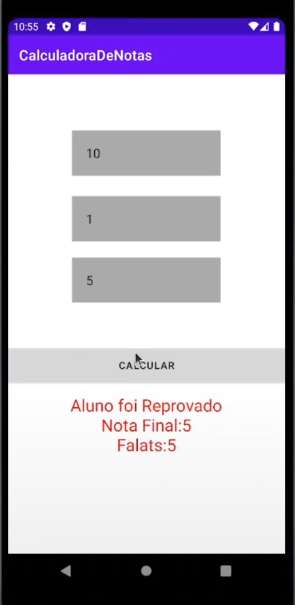 10:55
CalculadoraDeNotas
10
1
5
CALCULAR
Aluno foi Reprovado
Nota Final:5
Falats:5